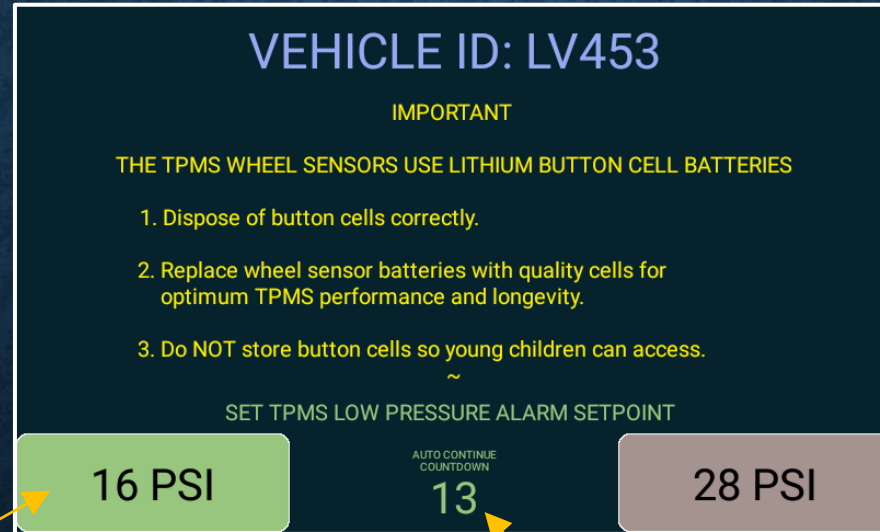 VEHICLE ID: LV453
IMPORTANT
THE TPMS WHEEL SENSORS USE LITHIUM BUTTON CELL BATTERIES
1. Dispose of button cells correctly.
2. Replace wheel sensor batteries with quality cells for
optimum TPMS performance and longevity.
3. Do NOT store button cells so young children can access.
~
SET TPMS LOW PRESSURE ALARM SETPOINT
16 PSI
AUTO CONTINUE
COUNTDOWN
13
28 PSI